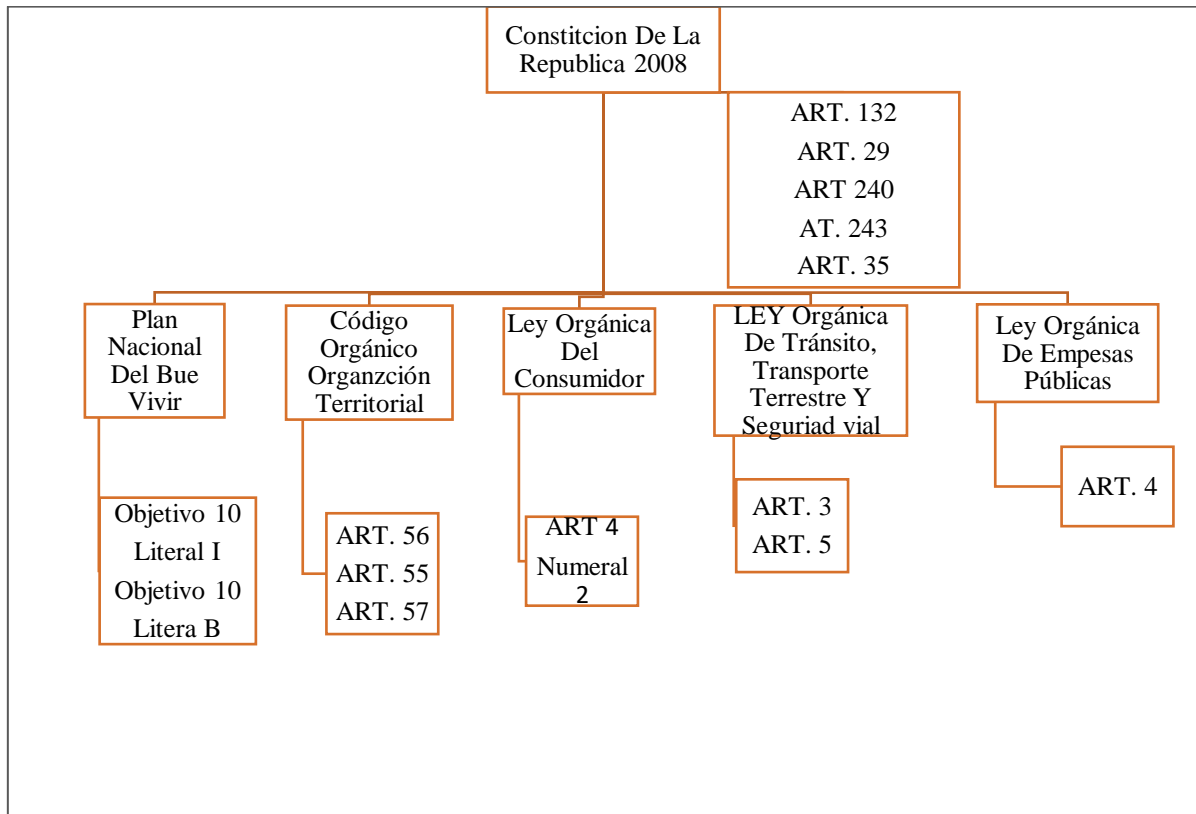 Constitcion De La
Republica 2008
ART. 132
ART. 29
ART 240
AT. 243
ART. 35
Plan
Nacional
Del Bue
Vivir
Código
Orgánico
Organzción
Territorial
Ley Orgánica
Del
Consumidor
LEY Orgánica
De Tránsito,
Transporte
Terrestre Y
Seguriad vial
Ley Orgánica
De Empesas
Públicas
Objetivo 10
Literal I
Objetivo 10
Litera B
ART. 56
ART. 55
ART. 57
ART 4
Numeral
2
ART. 3
ART. 5
ART. 4